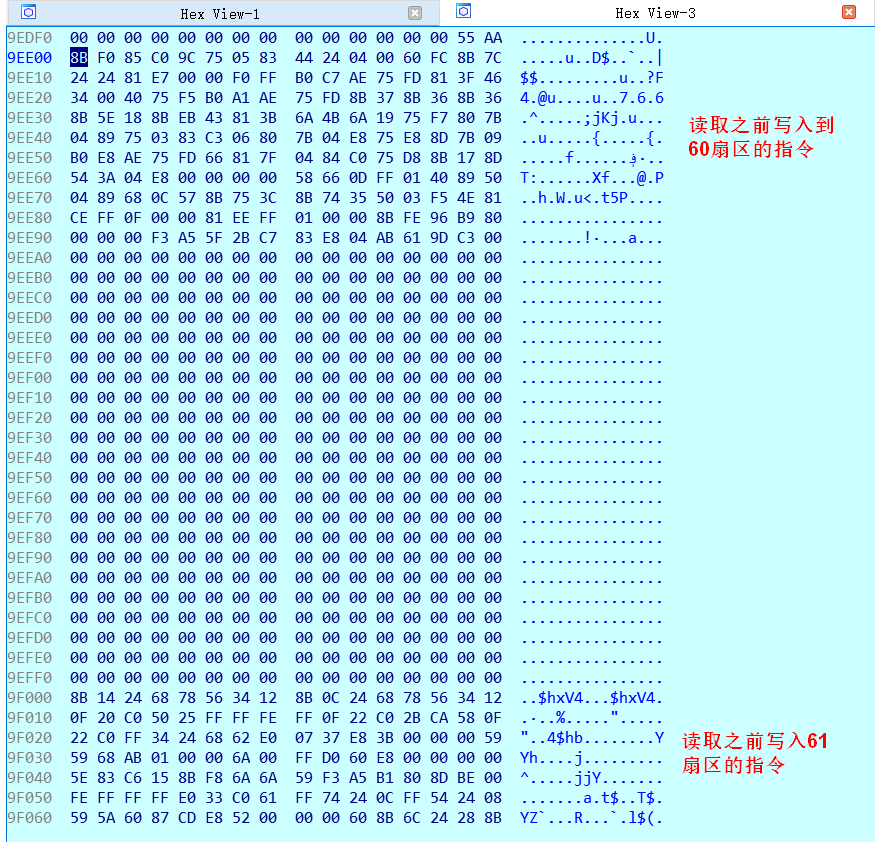 Hex View-1 Hex View-3
9EDF0 00 00 00 00 00 00 00 00 00 00 00 00 00 00 55 AA ..............U.
9EE00 8B F0 85 C0 9C 75 05 83 44 24 04 00 60 FC 8B 7C .....u..D$..`..|
9EE10 24 24 81 E7 00 00 F0 FF B0 C7 AE 75 FD 81 3F 46 $$.........u..?F
9EE20 34 00 40 75 F5 B0 A1 AE 75 FD 8B 37 8B 36 8B 36 4.@u....u..7.6.6
9EE30 8B 5E 18 8B EB 43 81 3B 6A 4B 6A 19 75 F7 80 7B .^.....;jKj.u...
读取之前写入到
9EE40 04 89 75 03 83 C3 06 80 7B 04 E8 75 E8 8D 7B 09 ..u.....{.....{.
60扇区的指令
9EE50 B0 E8 AE 75 FD 66 81 7F 04 84 C0 75 D8 8B 17 8D
9EE60 54 3A 04 E8 00 00 00 00 58 66 0D FF 01 40 89 50 T:......Xf...@.P
9EE70 04 89 68 0C 57 8B 75 3C 8B 74 35 50 03 F5 4E 81 ..h.W.u<.t5P....
9EE80 CE FF 0F 00 00 81 EE FF 01 00 00 8B FE 96 B9 80 ................
9EE90 00 00 00 F3 A5 5F 2B C7 83 E8 04 AB 61 9D C3 00 .......!·...a...
9EEA0 00 00 00 00 00 00 00 00 00 00 00 00 00 00 00 00 ................
9EEB0 00 00 00 00 00 00 00 00 00 00 00 00 00 00 00 00 ................
9EEC0 00 00 00 00 00 00 00 00 00 00 00 00 00 00 00 00 ................
9EED0 00 00 00 00 00 00 00 00 00 00 00 00 00 00 00 00 ................
9EEE0 00 00 00 00 00 00 00 00 00 00 00 00 00 00 00 00 ................
9EEF0 00 00 00 00 00 00 00 00 00 00 00 00 00 00 00 00 ................
9EF00 00 00 00 00 00 00 00 00 00 00 00 00 00 00 00 00 ................
9EF10 00 00 00 00 00 00 00 00 00 00 00 00 00 00 00 00 ................
9EF20 00 00 00 00 00 00 00 00 00 00 00 00 00 00 00 00 ................
9EF30 00 00 00 00 00 00 00 00 00 00 00 00 00 00 00 00 ................
9EF40 00 00 00 00 00 00 00 00 00 00 00 00 00 00 00 00 ................
9EF50 00 00 00 00 00 00 00 00 00 00 00 00 00 00 00 00 ................
9EF60 00 00 00 00 00 00 00 00 00 00 00 00 00 00 00 00 ................
9EF70 00 00 00 00 00 00 00 00 00 00 00 00 00 00 00 00 ................
9EF80 00 00 00 00 00 00 00 00 00 00 00 00 00 00 00 00 ................
9EF90 00 00 00 00 00 00 00 00 00 00 00 00 00 00 00 00 ................
9EFA0 00 00 00 00 00 00 00 00 00 00 00 00 00 00 00 00 ................
9EFB0 00 00 00 00 00 00 00 00 00 00 00 00 00 00 00 00 ................
9EFC0 00 00 00 00 00 00 00 00 00 00 00 00 00 00 00 00 ................
9EFD0 00 00 00 00 00 00 00 00 00 00 00 00 00 00 00 00 ................
9EFE0 00 00 00 00 00 00 00 00 00 00 00 00 00 00 00 00 ................
9EFF0 00 00 00 00 00 00 00 00 00 00 00 00 00 00 00 00 ................
9F000 8B 14 24 68 78 56 34 12 8B 0C 24 68 78 56 34 12 ..$hxV4...$hxV4.
9F010 0F 20 C0 50 25 FF FF FE FF 0F 22 C0 2B CA 58 0F .·..%.....".....
9F020 22 C0 FF 34 24 68 62 E0 07 37 E8 3B 00 00 00 59 "..4$hb........Y
读取之前写入61
9F030 59 68 AB 01 00 00 6A 00 FF D0 60 E8 00 00 00 00 Yh....j.........
扇区的指令
9F040 5E 83 C6 15 8B F8 6A 6A 59 F3 A5 B1 80 8D BE 00 ^.....jjY.......
9F050 FE FF FF FF E0 33 C0 61 FF 74 24 0C FF 54 24 08 .......a.t$..T$.
9F060 59 5A 60 87 CD E8 52 00 00 00 60 8B 6C 24 28 8B YZ`...R...`.l$(.